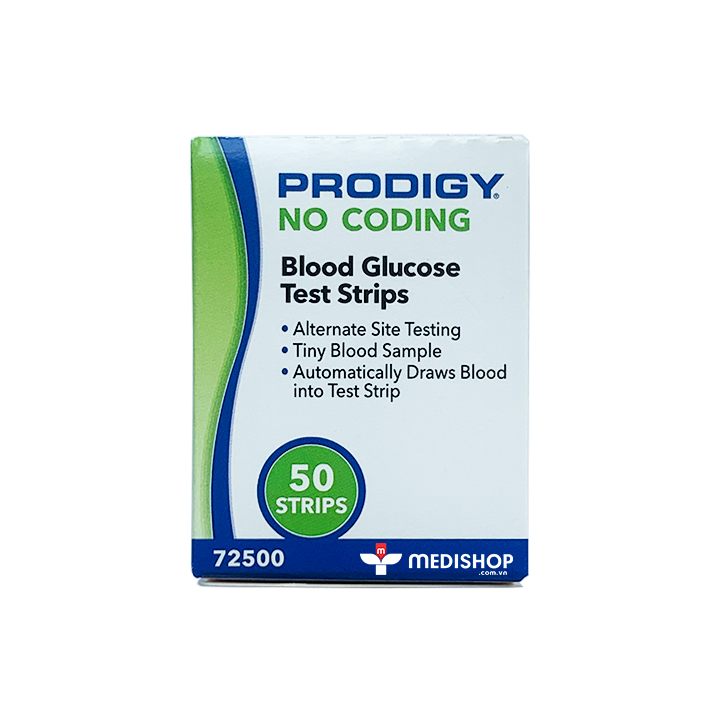 PRODIGY®
NO CODING
Blood Glucose
Test Strips
• Alternate Site Testing
• Tiny Blood Sample
• Automatically Draws Blood
into Test Strip
50
STRIPS
72500
m
MEDISHOP
.com.vn